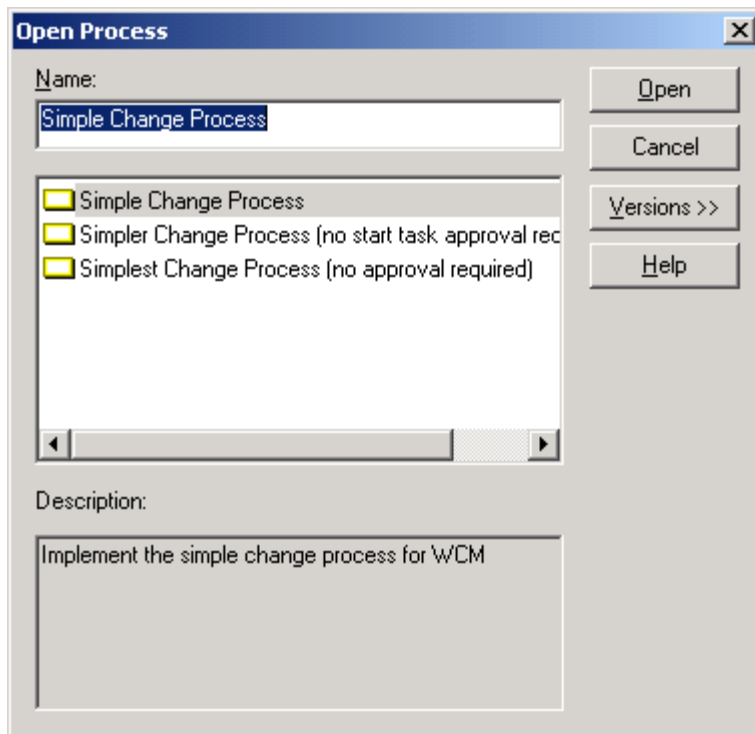 Open Process
Name:
Simple Change Process
Simple Change Process
Simpler Change Process (no start task approval rec
Simplest Change Process (no approval required)
Description:
Implement the simple change process for WCM
Open
Cancel
Versions >>
Help